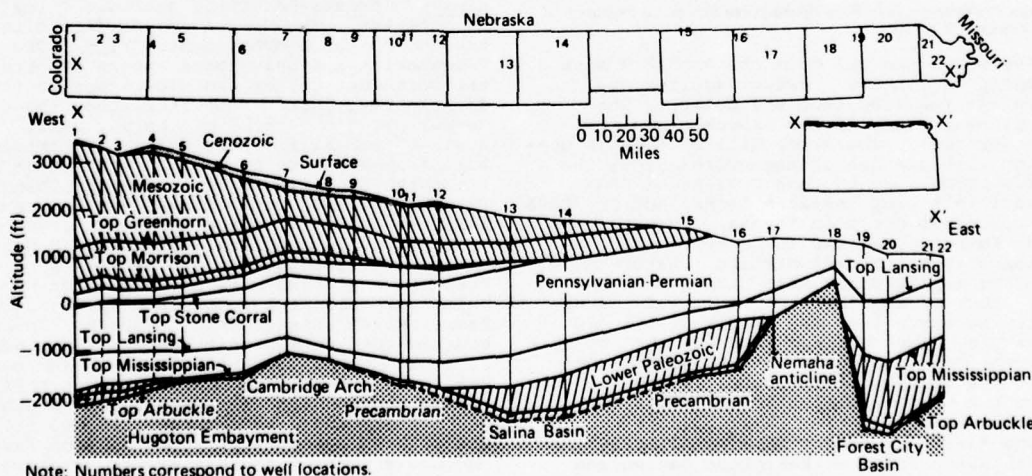 Nebraska
Colorado
Missouri
1 2 3 4 5 6 7 8 9 10 11 12 13 14 15 16 17 18 19 20 21 22
X
X'
West X
0 10 20 30 40 50
Miles
X X'
1 2 3 4 5 6 7 8 9 10 11 12 13 14 15 16 17 18 19 20 21 22
Cenozoic
Surface
3000
Mesozoic
2000
Top Greenhorn
X'
East
Altitude (ft)
1000
Top Morrison
Pennsylvanian-Permian
Top Lansing
0
Top Stone Corral
Top Lansing
-1000
Top Mississippian
Lower Paleozoic
Nemaha anticline
Top Mississippian
Cambridge Arch
Precambrian
Precambrian
-2000
Top Arbuckle
Top Arbuckle
Hugoton Embayment
Salina Basin
Forest City
Basin
Note: Numbers correspond to well locations.